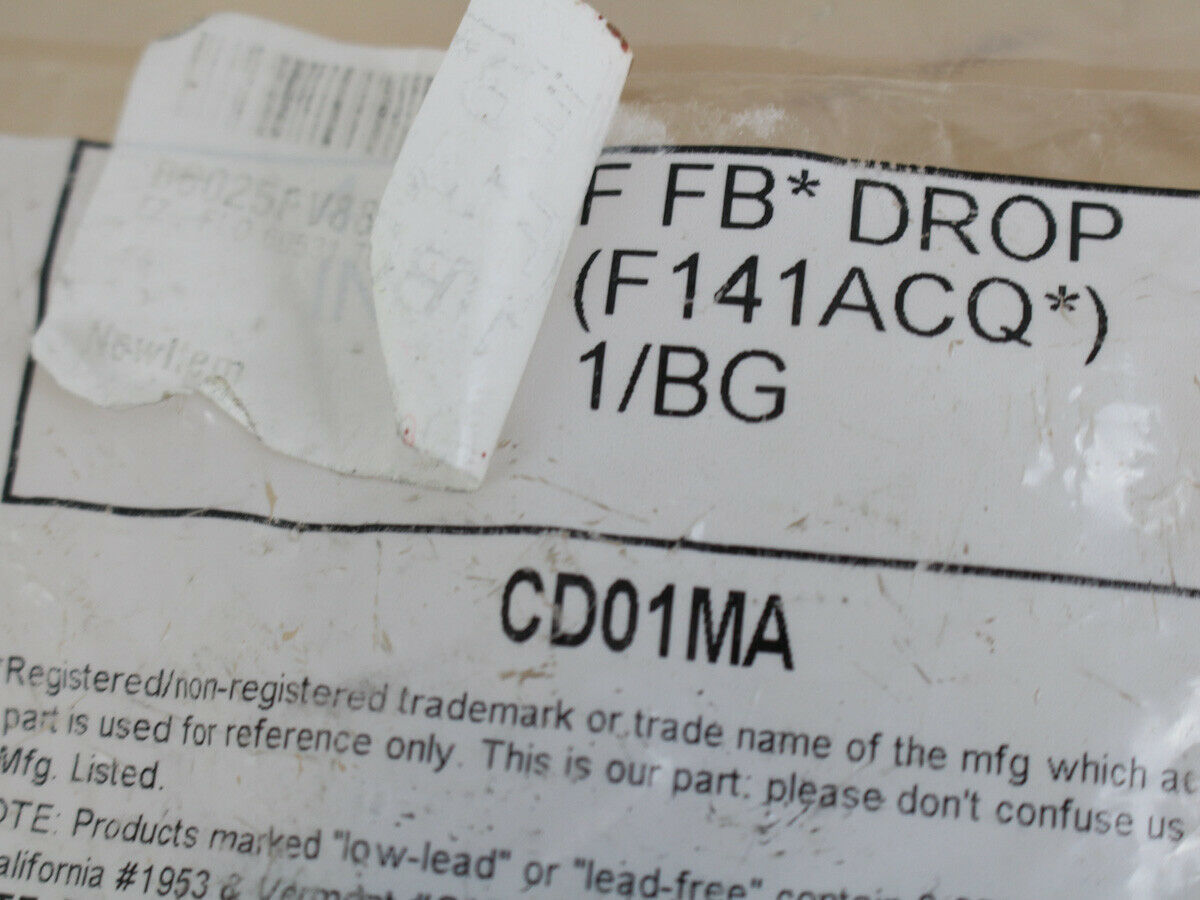 F FB* DROP
(F141ACQ*)
1/BG
CD01MA
*Registered/non-registered trademark or trade name of the mfg which
part is used for reference only. This is our part: please don't confuse us
Mfg. Listed.
OTE: Products marked "low-lead" or "lead-free" contain
alifornia #1953 & Vermont